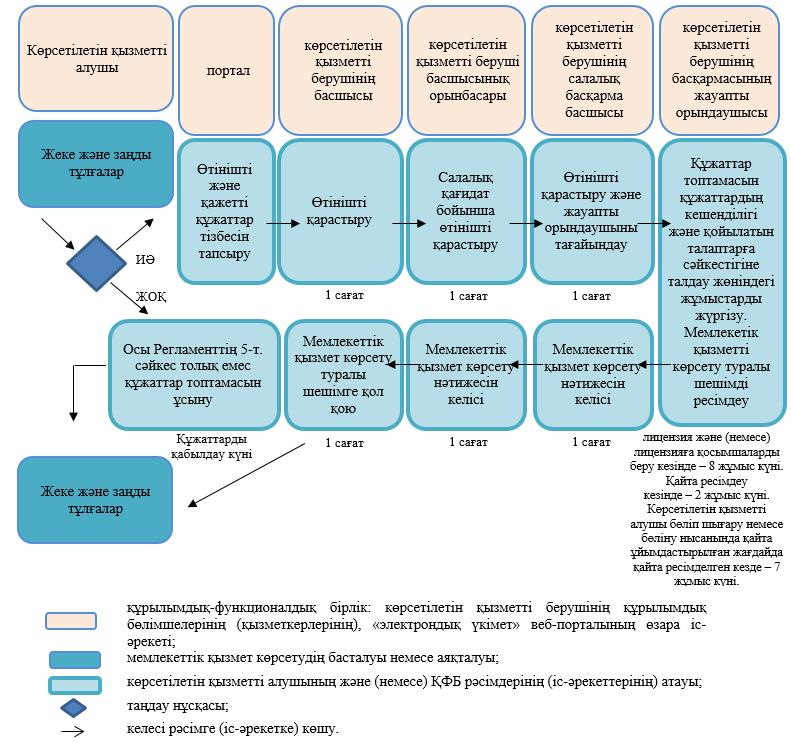 Көрсетілетін қызметті
алушы
портал
көрсетілетін
қызметті
берушінің
басшысы
көрсетілетін
қызметті беруші
басшысынық
орынбасары
көрсетілетін
қызметті
берушінің
салалық
басқарма
басшысы
көрсетілетін
қызметті
берушінің
басқармасының
жауапты
орындаушысы
Жеке және заңды
тұлғалар
Өтінішті
және
қажетті
құжаттар
тізбесін
тапсыру
Өтінішті
қарастыру
Салалық
қағидат
бойынша
өтінішті
қарастыру
Өтінішті
қарастыру және
жауапты
орындаушыны
тағайындау
Құжаттар
топтамасын
құжаттардың
кешенділігі
және қойылатын
талаптарға
сәйкестігіне
талдау жөніндегі
жұмыстарды
жүргізу.
Мемлекетік
қызметті
көрсету туралы
шешімді
ресімдеу
ИӘ
ЖОҚ
1 сағат
1 сағат
1 сағат
Осы Регламенттің 5-т.
сәйкес толық емес
құжаттар топтамасын
ұсыну
Мемлекеттік
қызмет көрсету
туралы
шешімге қол
қою
Мемлекеттік
қызмет көрсету
нәтижесін
келісі
Мемлекеттік
қызмет көрсету
нәтижесін
келісі
Құжаттарды
қабылдау күні
1 сағат
1 сағат
1 сағат
лицензия және (немесе)
лицензияға қосымшаларды
беру кезінде – 8 жұмыс күні.
Қайта ресімдеу
кезінде – 2 жұмыс күні.
Көрсетілетін қызметті
алушы бөліп шығару немесе
бөліну нысанында қайта
ұйымдастырылған жағдайда
қайта ресімделген кезде – 7
жұмыс күні.
Жеке және заңды
тұлғалар
құрылымдық-функционалдық бірлік: көрсетілетін қызметті берушінің құрылымдық
бөлімшелерінің (қызметкерлерінің), «электрондық үкімет» веб-порталының өзара іс-
әрекеті;
мемлекеттік қызмет көрсетудің басталуы немесе аяқталуы;
көрсетілетін қызметті алушының және (немесе) ҚФБ рәсімдерінің (іс-әрекеттерінің) атауы;
таңдау нұсқасы;
келесі рәсімге (іс-әрекетке) көшу.